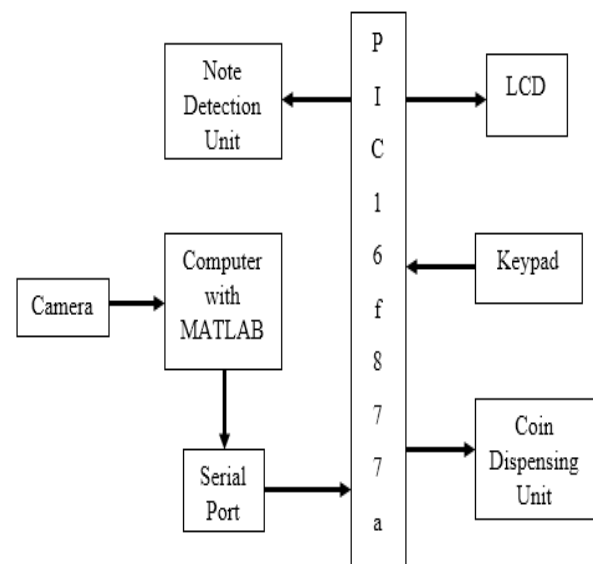 Note
Detection
Unit
Camera
Computer
with
MATLAB
Serial
Port
P
I
C
1
6
f
8
7
7
a
LCD
Keypad
Coin
Dispensing
Unit